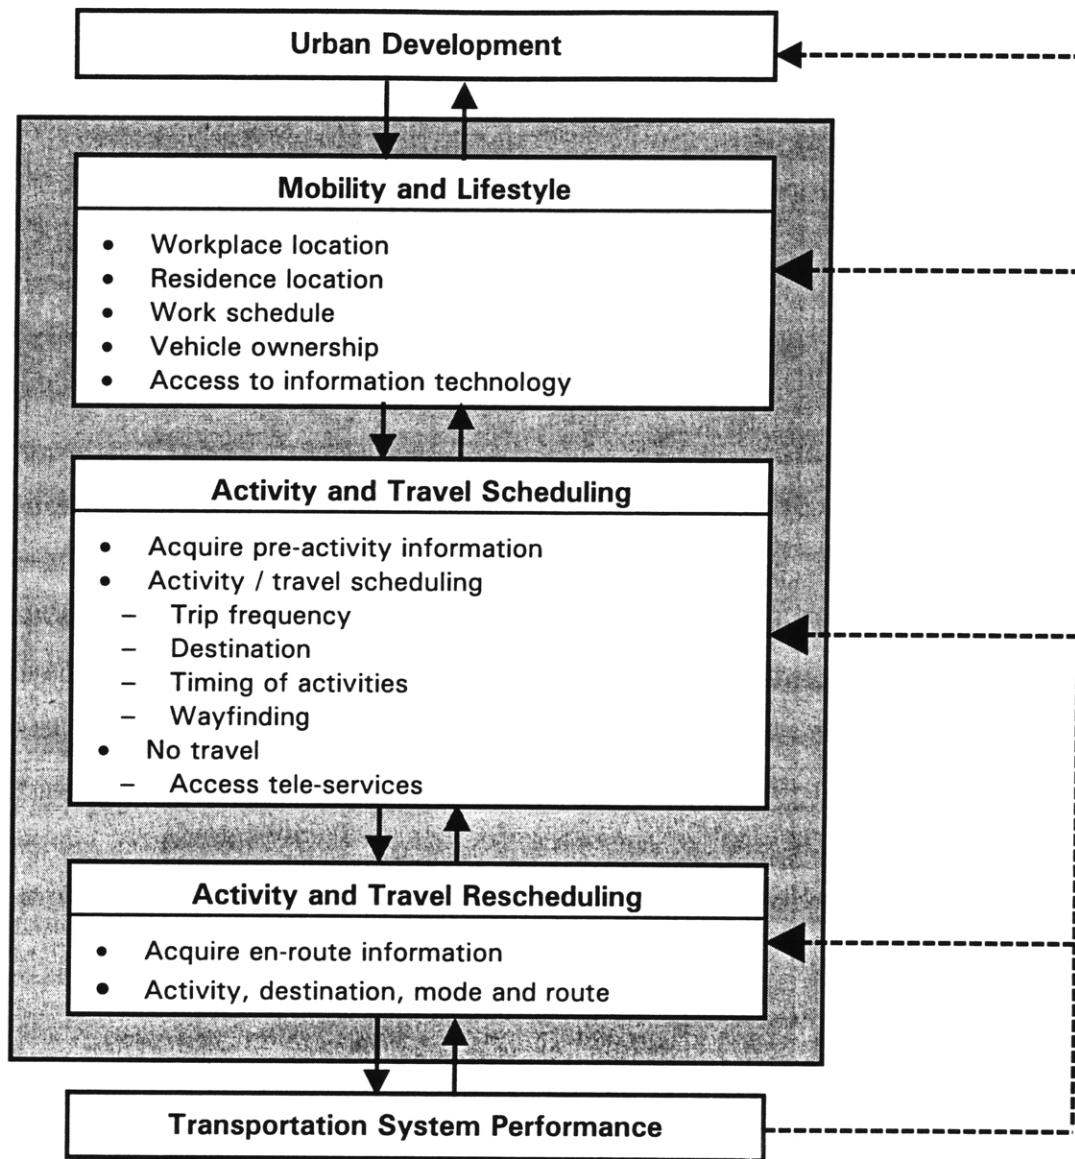 Urban Development
Mobility and Lifestyle
• Workplace location
• Residence location
• Work schedule
• Vehicle ownership
• Access to information technology
Activity and Travel Scheduling
• Acquire pre-activity information
• Activity / travel scheduling
– Trip frequency
– Destination
– Timing of activities
– Wayfinding
• No travel
– Access tele-services
Activity and Travel Rescheduling
• Acquire en-route information
• Activity, destination, mode and route
Transportation System Performance